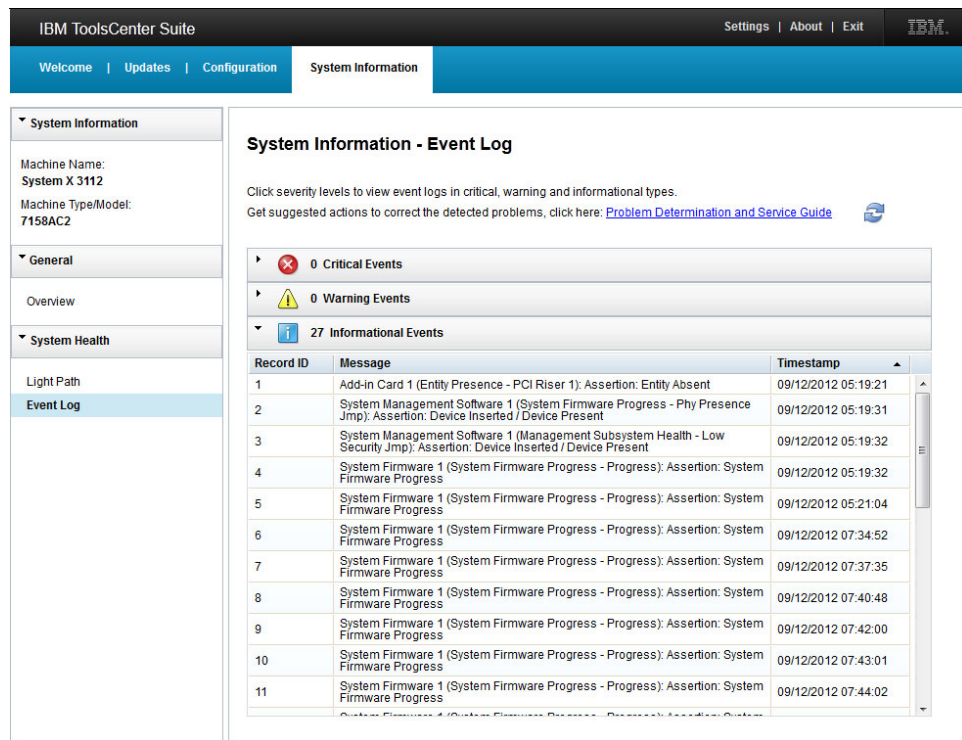 IBM ToolsCenter Suite
Settings | About | Exit
IBM.
Welcome | Updates | Configuration
System Information
System Information
Machine Name:
System X 3112
Machine Type/Model:
7158AC2
General
Overview
System Health
Light Path
Event Log
System Information - Event Log
Click severity levels to view event logs in critical, warning and informational types.
Get suggested actions to correct the detected problems, click here: Problem Determination and Service Guide
0 Critical Events
0 Warning Events
27 Informational Events
Record ID Message Timestamp
1 Add-in Card 1 (Entity Presence - PCI Riser 1): Assertion: Entity Absent 09/12/2012 05:19:21
2 System Management Software 1 (System Firmware Progress - Phy Presence
Jmp): Assertion: Device Inserted / Device Present 09/12/2012 05:19:31
3 System Management Software 1 (Management Subsystem Health - Low
Security Jmp): Assertion: Device Inserted / Device Present 09/12/2012 05:19:32
4 System Firmware 1 (System Firmware Progress - Progress): Assertion: System
Firmware Progress 09/12/2012 05:19:32
5 System Firmware 1 (System Firmware Progress - Progress): Assertion: System
Firmware Progress 09/12/2012 05:21:04
6 System Firmware 1 (System Firmware Progress - Progress): Assertion: System
Firmware Progress 09/12/2012 07:34:52
7 System Firmware 1 (System Firmware Progress - Progress): Assertion: System
Firmware Progress 09/12/2012 07:37:35
8 System Firmware 1 (System Firmware Progress - Progress): Assertion: System
Firmware Progress 09/12/2012 07:40:48
9 System Firmware 1 (System Firmware Progress - Progress): Assertion: System
Firmware Progress 09/12/2012 07:42:00
10 System Firmware 1 (System Firmware Progress - Progress): Assertion: System
Firmware Progress 09/12/2012 07:43:01
11 System Firmware 1 (System Firmware Progress - Progress): Assertion: System
Firmware Progress 09/12/2012 07:44:02